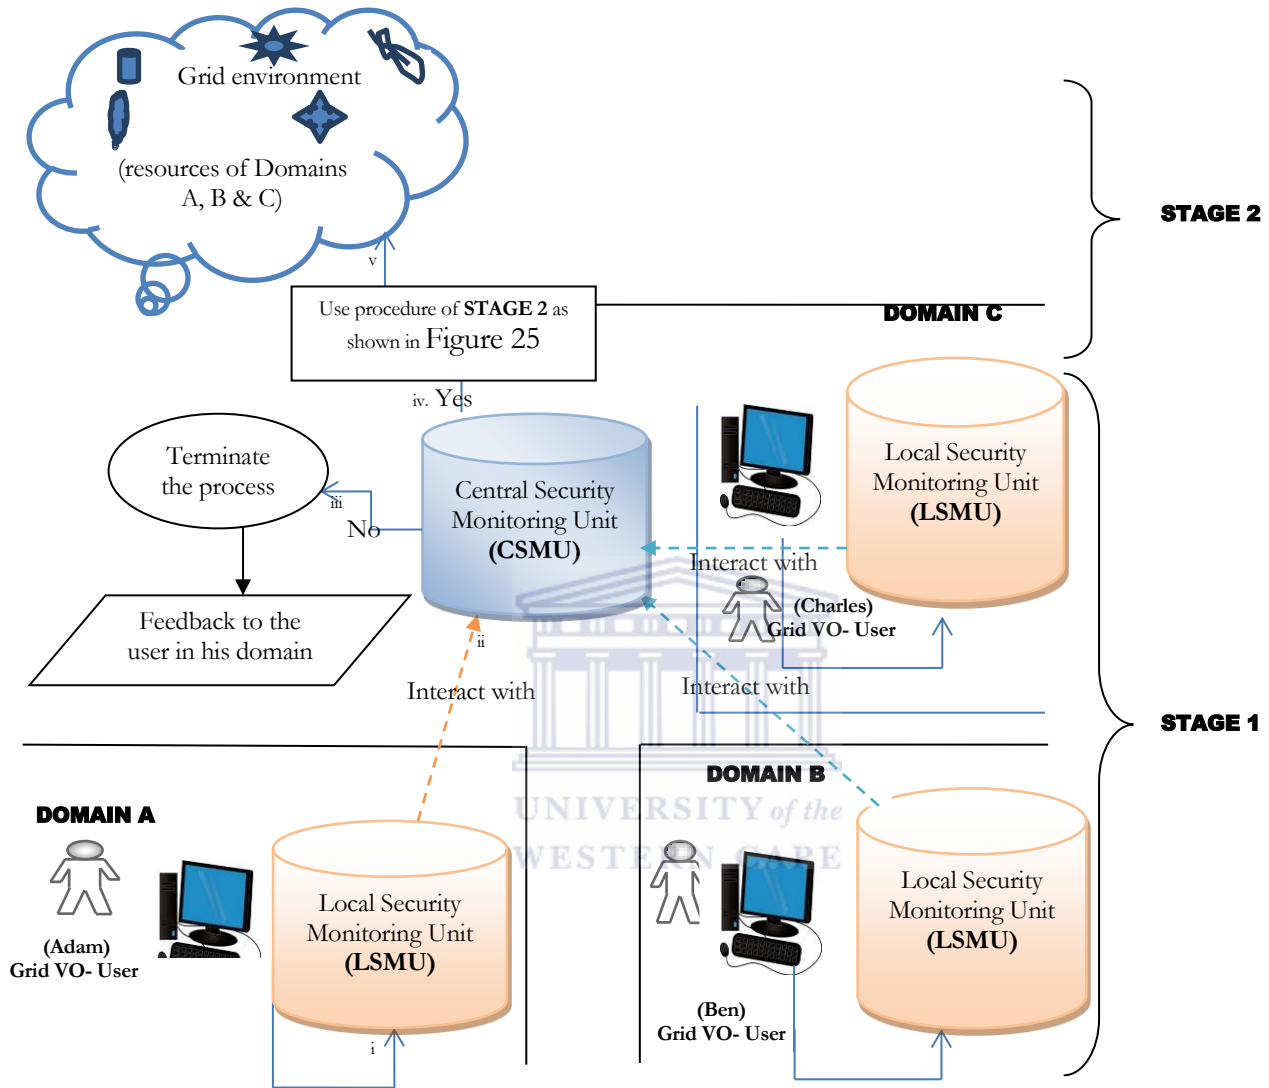 Grid environment
(resources of Domains
A, B & C)
STAGE 2
v
Use procedure of STAGE 2 as
shown in Figure 25
DOMAIN C
iv. Yes
Terminate
the process
iii
No
Central Security
Monitoring Unit
(CSMU)
Local Security
Monitoring Unit
(LSMU)
Interact with
(Charles)
Grid VO- User
Feedback to the
user in his domain
ii
Interact with
Interact with
STAGE 1
DOMAIN B
DOMAIN A
UNIVERSITY of the
WESTERN CAPE
Local Security
Monitoring Unit
(LSMU)
(Adam)
Grid VO- User
Local Security
Monitoring Unit
(LSMU)
(Ben)
Grid VO- User
i